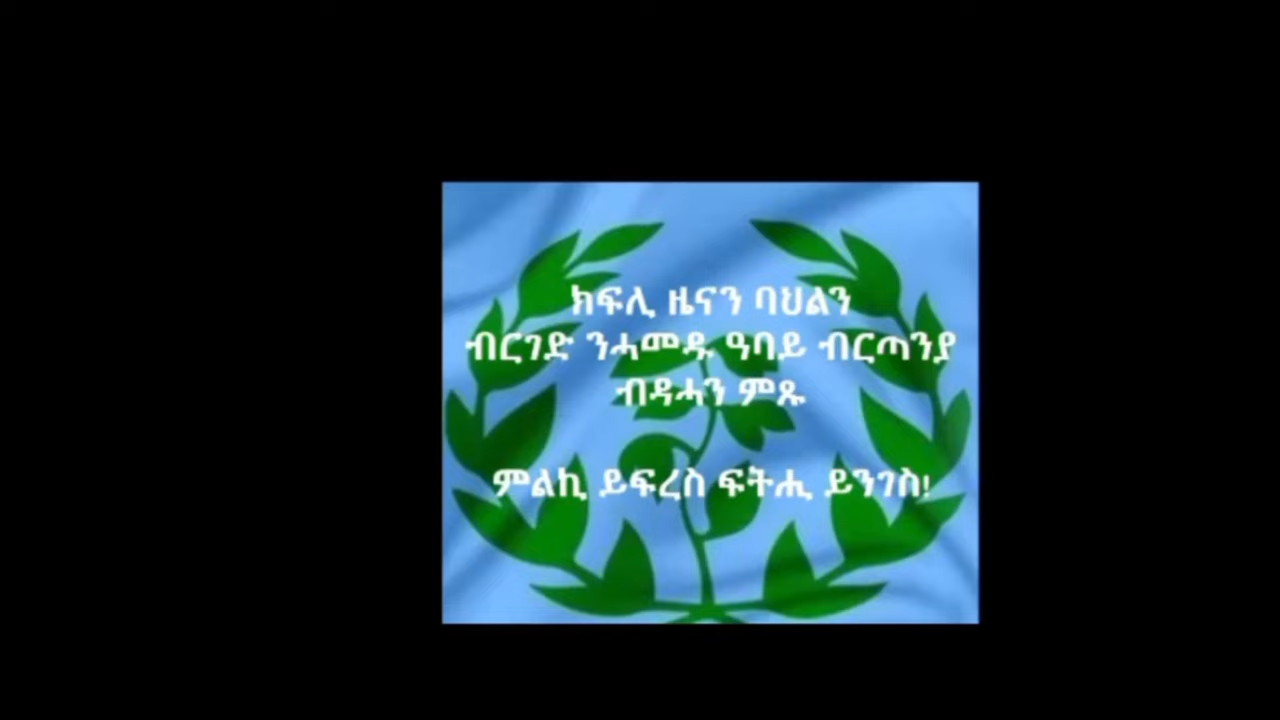 ክፍሊ ዜናን ባህልን
ብርገድ ንሓመዱ ዓባይ ብርጣንያ
ብዳሓን ምጹ
ምልኪ ይፍረስ ፍትሒ ይንገስ!